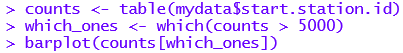 > counts <- table(mydata$start.station.id)
> which_ones <- which(counts > 5000)
> barplot(counts[which_ones])